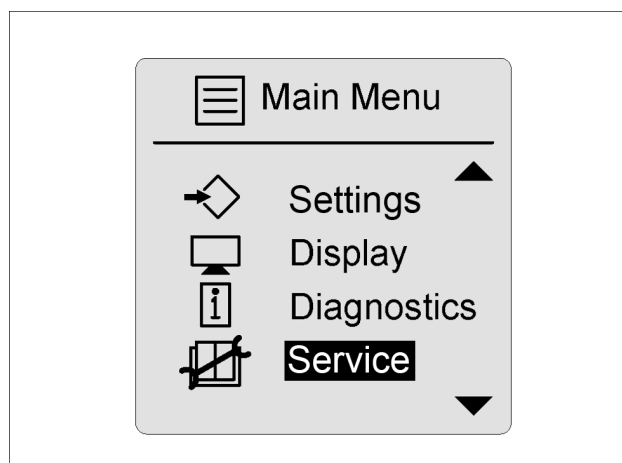 Main Menu
Settings
Display
i Diagnostics
Service